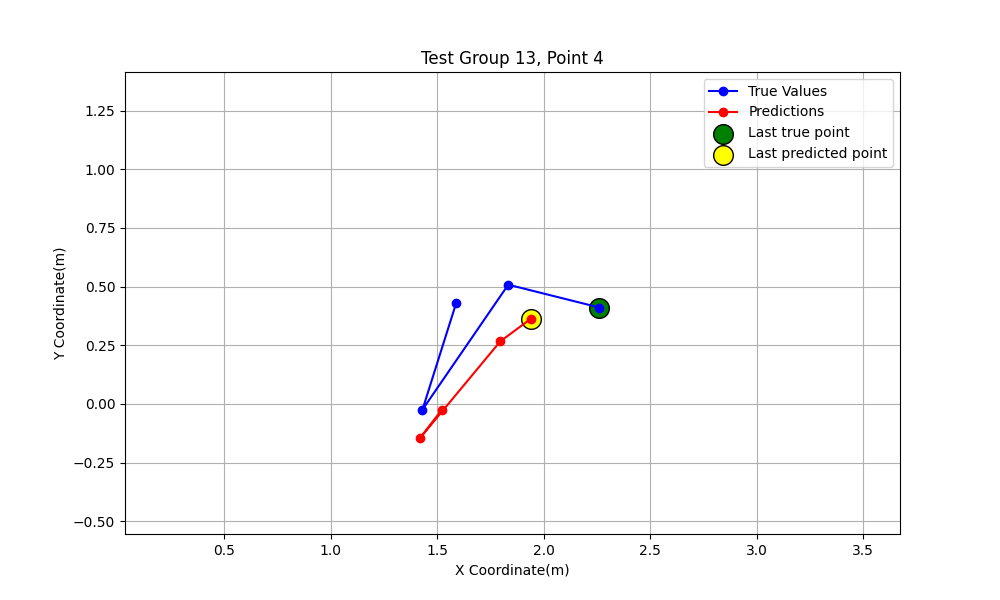 Test Group 13, Point 4
True Values
Predictions
Last true point
Last predicted point
1.25
1.00
0.75
0.50
0.25
0.00
−0.25
−0.50
Y Coordinate(m)
0.5 1.0 1.5 2.0 2.5 3.0 3.5
X Coordinate(m)